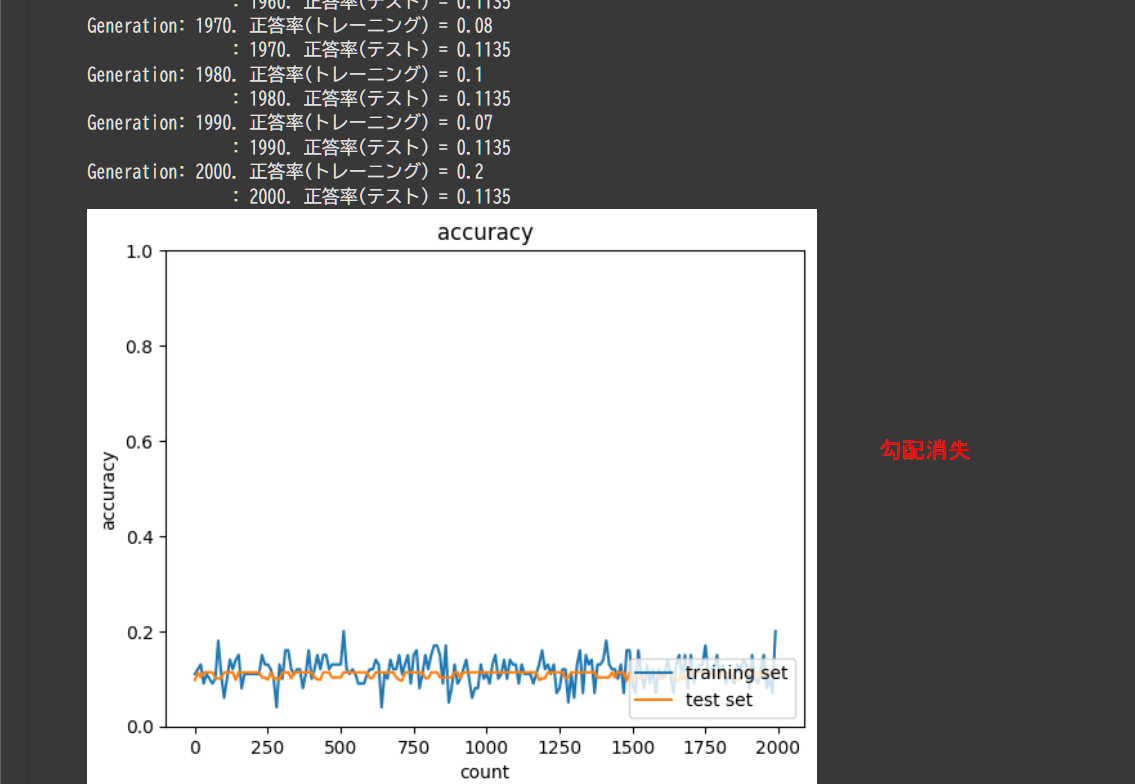 : 1960. 正答率(テスト) = 0.1135
Generation: 1970. 正答率(トレーニング) = 0.08
: 1970. 正答率(テスト) = 0.1135
Generation: 1980. 正答率(トレーニング) = 0.1
: 1980. 正答率(テスト) = 0.1135
Generation: 1990. 正答率(トレーニング) = 0.07
: 1990. 正答率(テスト) = 0.1135
Generation: 2000. 正答率(トレーニング) = 0.2
: 2000. 正答率(テスト) = 0.1135
accuracy
1.0
0.8
0.6
0.4
0.2
0.0
accuracy
勾配消失
training set
test set
0 250 500 750 1000 1250 1500 1750 2000
count